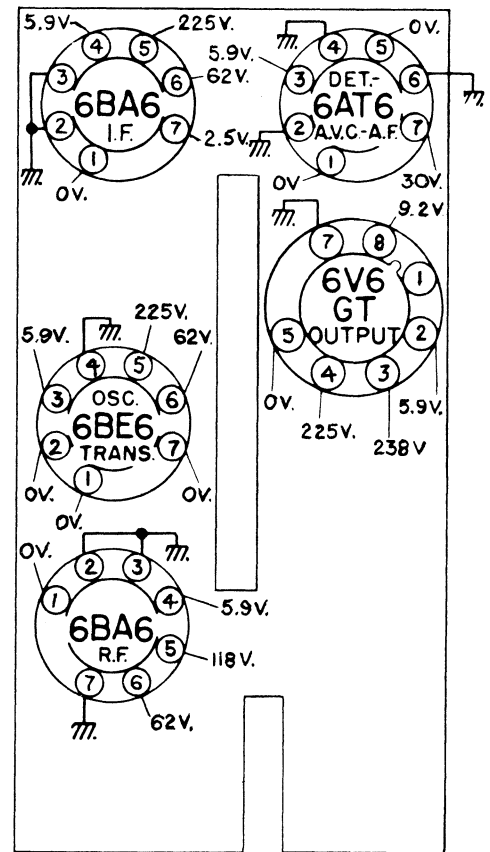 5.9V. 225V.
4 5
3 6 62V.
6BA6
I.F.
2 7 2.5V.
1
0V.
0V.
4 5
5.9V. 3 DET.- 6
6AT6
2 A.V.C.-A.F. 7
1
0V 30V.
9.2V.
7 8
6V6
GT
OUTPUT
1
5 2
4 3
0V. 5.9V.
225V. 238V
225V.
5.9V. 62V.
4 5
3 OSC. 6
6BE6
2 TRANS. 7
1
0V. 0V.
0V.
0V.
2 3
1 4 5.9V.
6BA6
R.F.
5 118V.
7 6
62V.